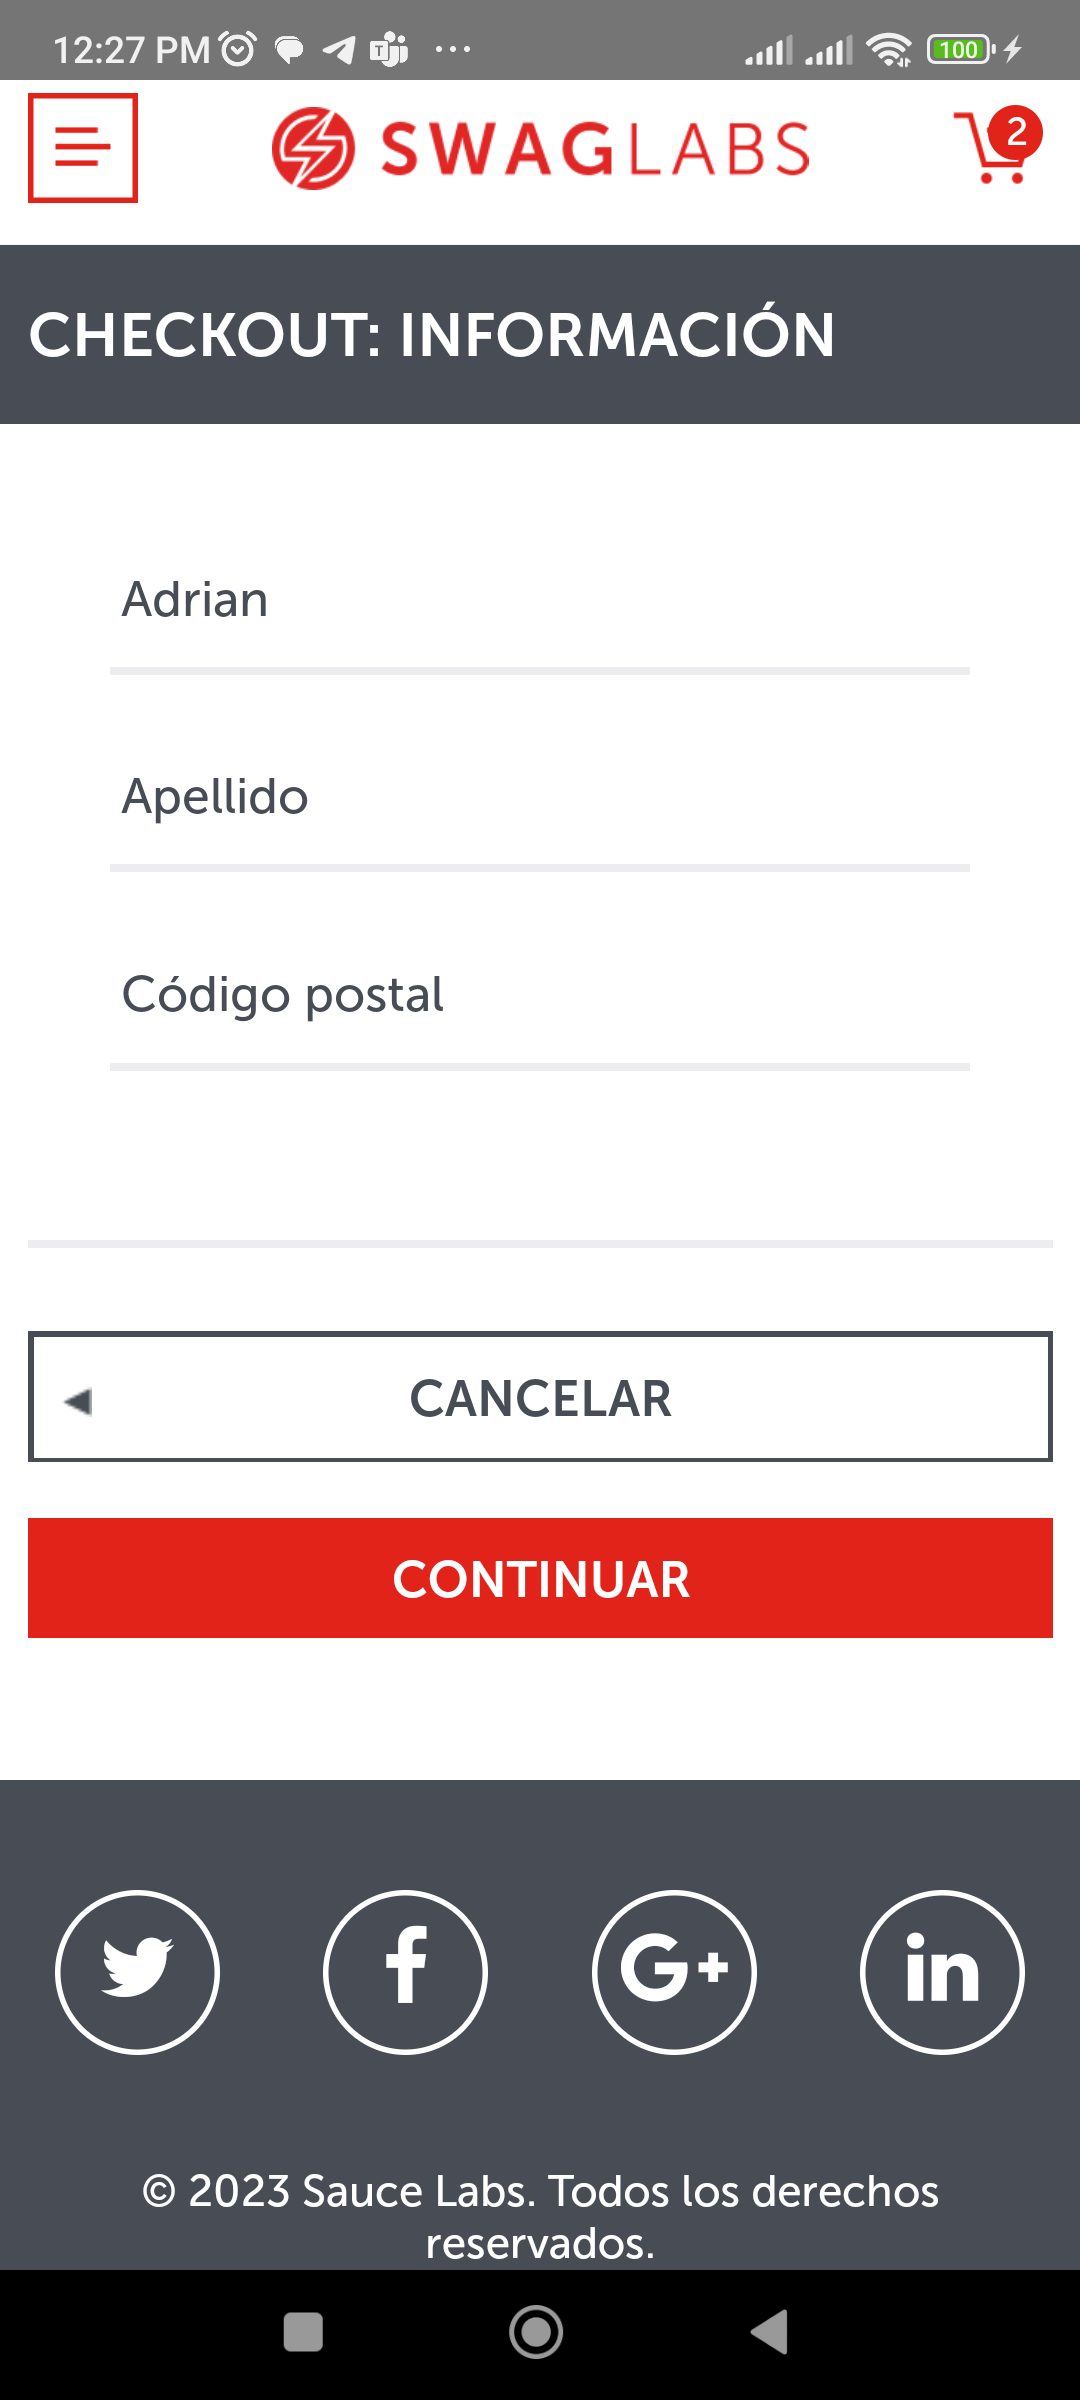 12:27 PM
100
SWAGLABS
2
CHECKOUT: INFORMACIÓN
Adrian
Apellido
Código postal
CANCELAR
CONTINUAR
© 2023 Sauce Labs. Todos los derechos
reservados.